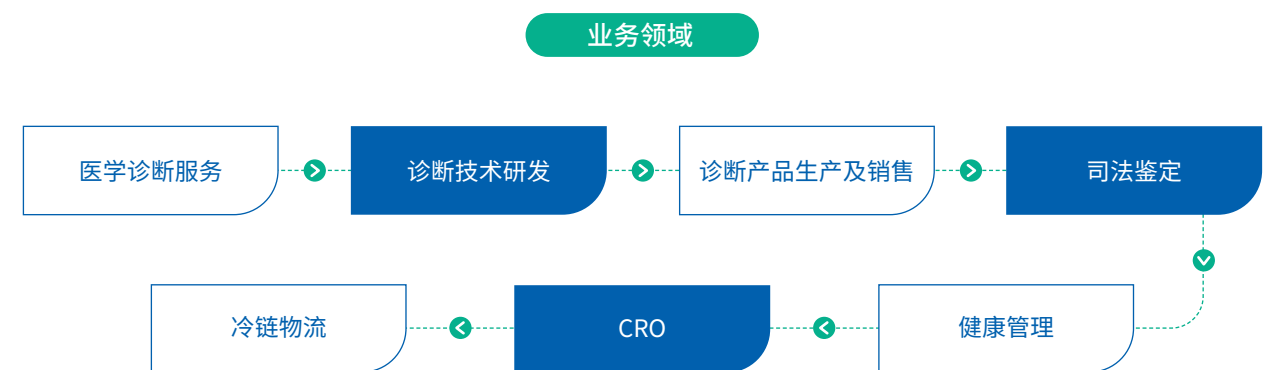 业务领域
医学诊断服务
诊断技术研发
诊断产品生产及销售
司法鉴定
健康管理
CRO
冷链物流